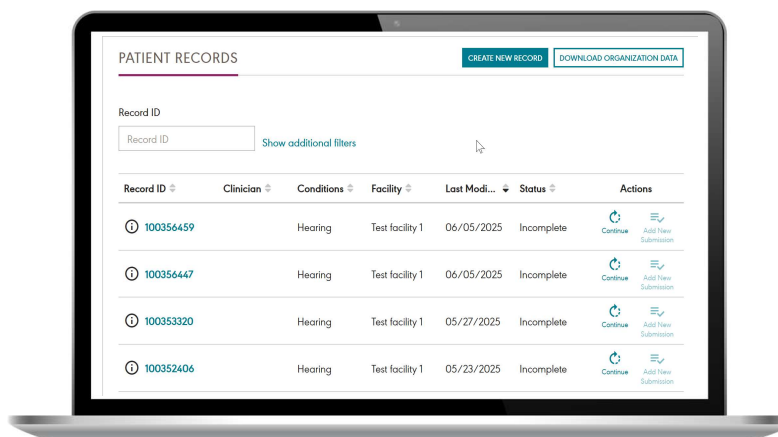 PATIENT RECORDS
CREATE NEW RECORD
DOWNLOAD ORGANIZATION DATA
Record ID
Record ID
Show additional filters
Record ID Clinician Conditions Facility Last Modi... Status Actions
100356459 Hearing Test facility 1 06/05/2025 Incomplete Continue Add New Submission
100356447 Hearing Test facility 1 06/05/2025 Incomplete Continue Add New Submission
100353320 Hearing Test facility 1 05/27/2025 Incomplete Continue Add New Submission
100352406 Hearing Test facility 1 05/23/2025 Incomplete Continue Add New Submission